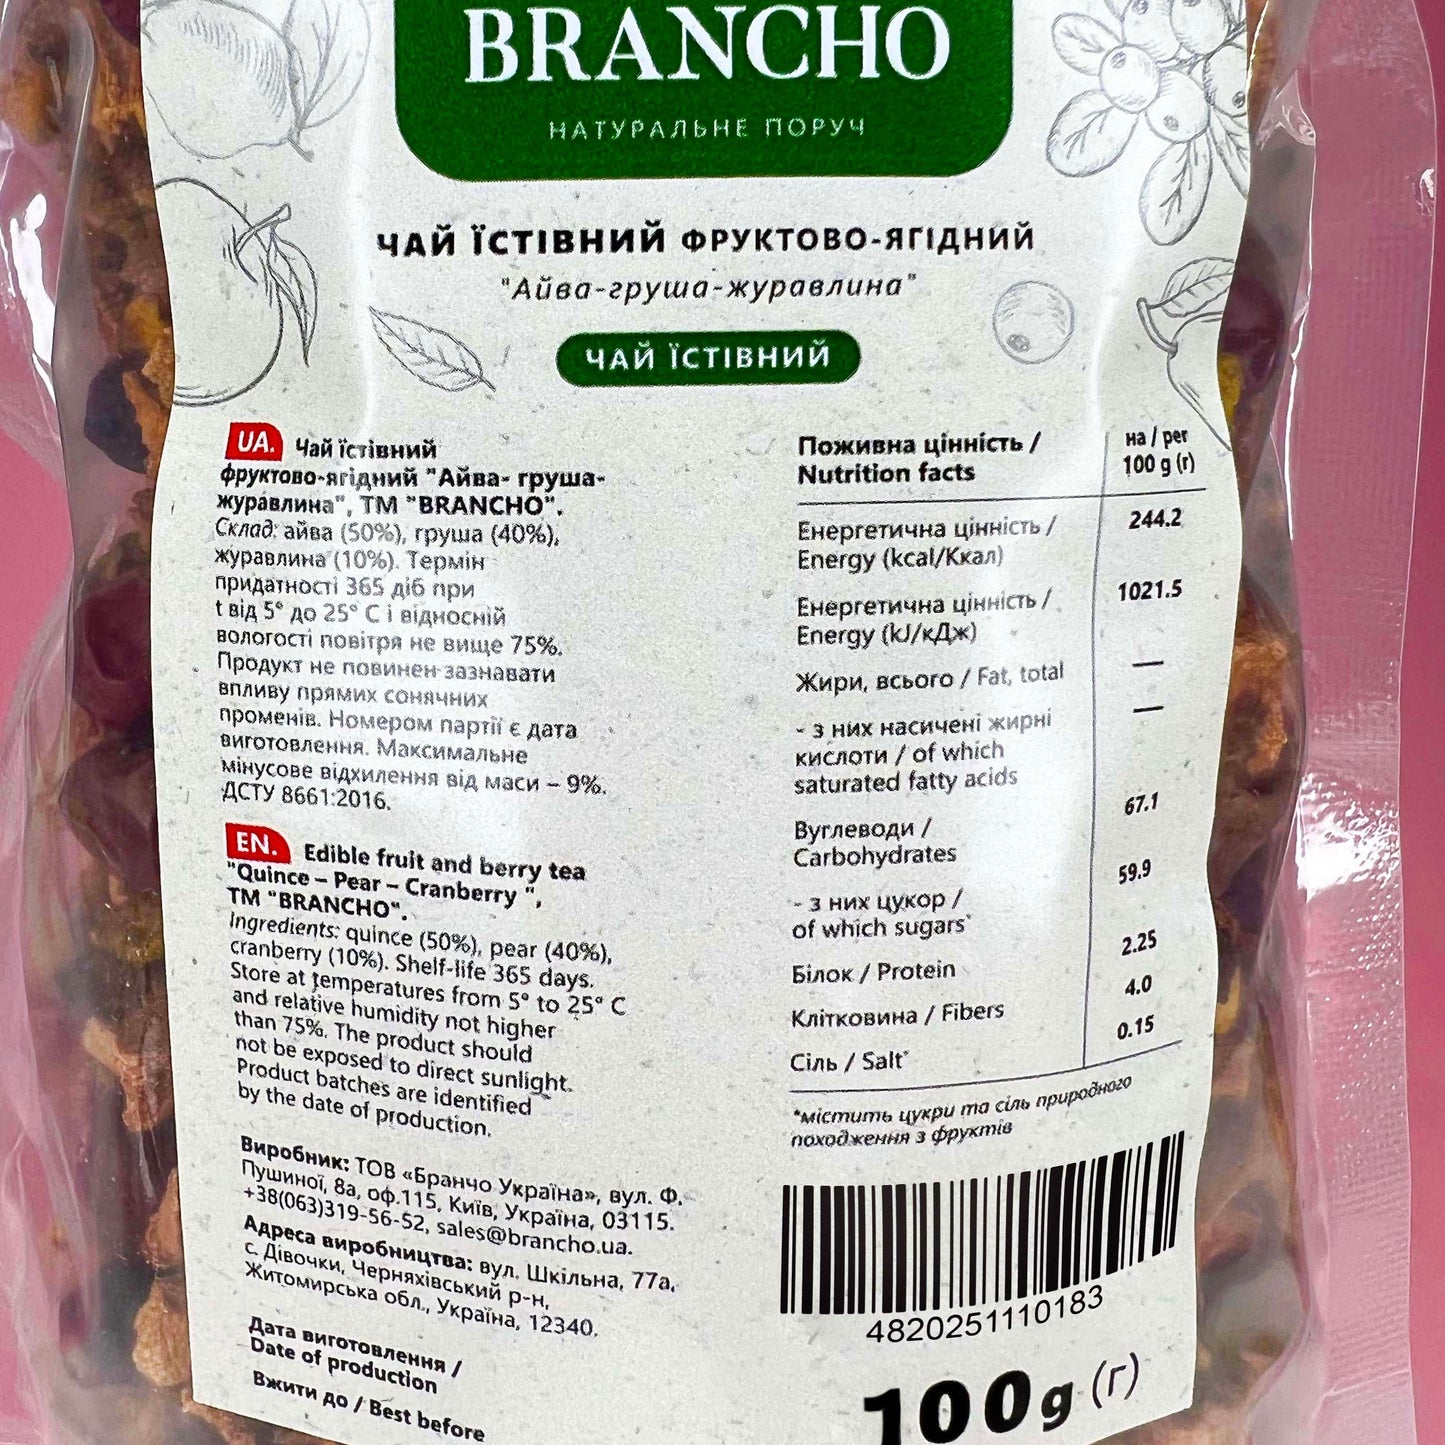 BRANCHO
НАТУРАЛЬНЕ ПОРУЧ
ЧАЙ ЇСТІВНИЙ ФРУКТОВО-ЯГІДНИЙ
"Айва-груша-журавлина"
ЧАЙ ЇСТІВНИЙ
UA. Чай їстівний
фруктово-ягідний "Айва- груша-
журавлина", ТМ "BRANCHO".
Склад: айва (50%), груша (40%),
журавлина (10%). Термін
придатності 365 діб при
t від 5° до 25° С і відносній
вологості повітря не вище 75%.
Продукт не повинен зазнавати
впливу прямих сонячних
променів. Номером партії є дата
виготовлення. Максимальне
мінусове відхилення від маси – 9%.
ДСТУ 8661:2016.
EN. Edible fruit and berry tea
"Quince – Pear – Cranberry ",
TM "BRANCHO".
Ingredients: quince (50%), pear (40%),
cranberry (10%). Shelf-life 365 days.
Store at temperatures from 5° to 25° C
and relative humidity not higher
than 75%. The product should
not be exposed to direct sunlight.
Product batches are identified
by the date of production.
Виробник: ТОВ «Бранчо Україна», вул. Ф.
Пушиної, 8а, оф.115, Київ, Україна, 03115.
+38(063)319-56-52, sales@brancho.ua.
Адреса виробництва: вул. Шкільна, 77а,
с. Дівочки, Черняхівський р-н,
Житомирська обл., Україна, 12340.
Дата виготовлення /
Date of production
Вжити до / Best before
Поживна цінність / на / per
Nutrition facts 100 g (г)
Енергетична цінність / 244.2
Energy (kcal/Ккал)
Енергетична цінність / 1021.5
Energy (kJ/кДж)
Жири, всього / Fat, total —
- з них насичені жирні —
кислоти / of which
saturated fatty acids
Вуглеводи / 67.1
Carbohydrates
- з них цукор / 59.9
of which sugars*
Білок / Protein 2.25
Клітковина / Fibers 4.0
Сіль / Salt* 0.15
*містить цукри та сіль природного
походження з фруктів
4820251110183
100g (г)